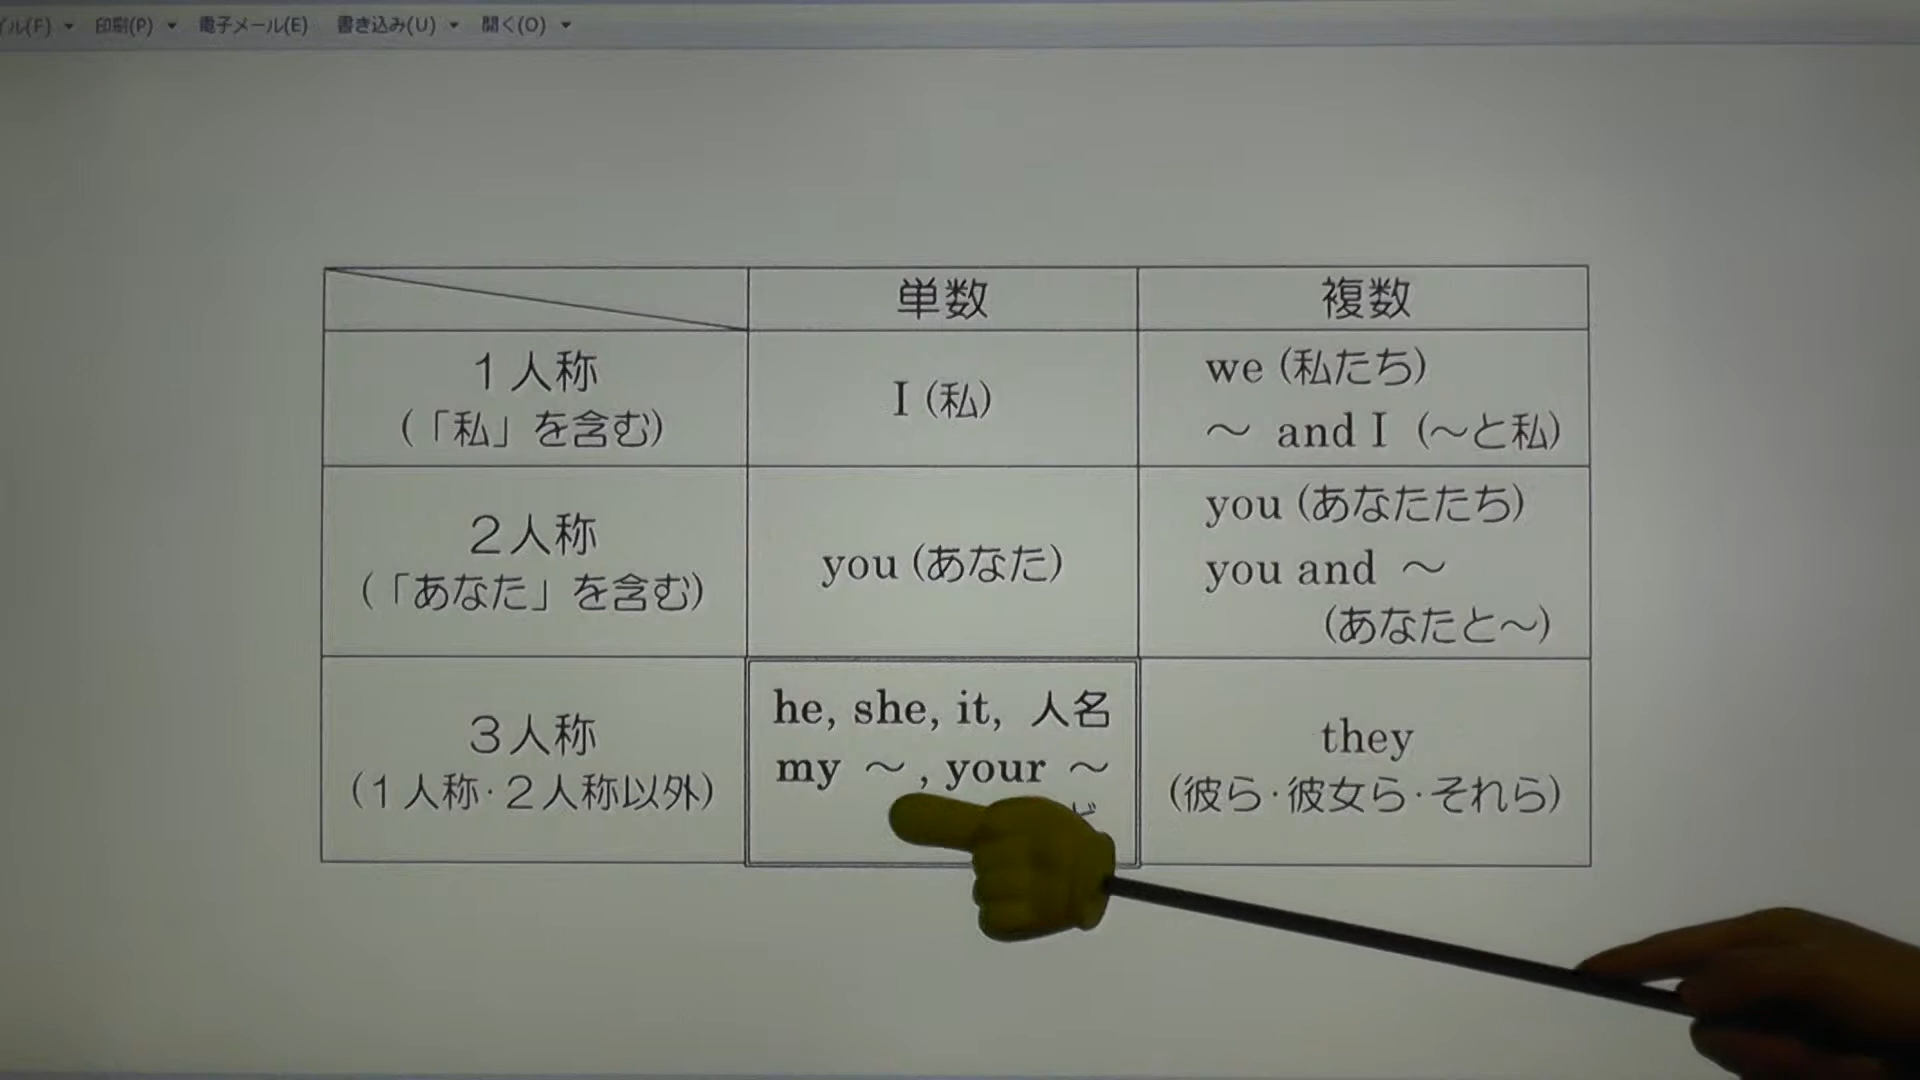 印刷(P) 電子メール(E) 書き込み(U) 開く(O)
単数 複数
1人称
(「私」を含む)
I (私)
we (私たち)
～ and I (～と私)
2人称
(「あなた」を含む)
you (あなた)
you (あなたたち)
you and ～
(あなたと～)
3人称
(1人称・2人称以外)
he, she, it, 人名
my ～, your ～
they
(彼ら・彼女ら・それら)